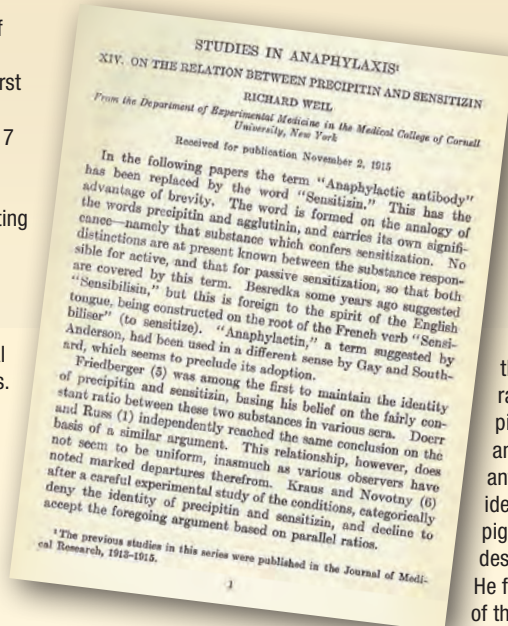 f
rst
7
ting
l
s.
STUDIES IN ANAPHYLAXIS¹
XIV. ON THE RELATION BETWEEN PRECIPITIN AND SENSITIZIN
RICHARD WEIL
From the Department of Experimental Medicine in the Medical College of Cornell
University, New York
Received for publication November 2, 1915
In the following papers the term "Anaphylactic antibody"
has been replaced by the word "Sensitizin." This has the
advantage of brevity. The word is formed on the analogy of
the words precipitin and agglutinin, and carries its own signifi-
cance—namely that substance which confers sensitization. No
distinctions are at present known between the substance respon-
sible for active, and that for passive sensitization, so that both
are covered by this term. Besredka some years ago suggested
"Sensibilisin," but this is foreign to the spirit of the English
tongue, being constructed on the root of the French verb "Sensi-
biliser" (to sensitize). "Anaphylactin," a term suggested by
Anderson, had been used in a different sense by Gay and South-
ard, which seems to preclude its adoption.
Friedberger (5) was among the first to maintain the identity
of precipitin and sensitizin, basing his belief on the fairly con-
stant ratio between these two substances in various sera. Doerr
and Russ (1) independently reached the same conclusion on the
basis of a similar argument. This relationship, however, does
not seem to be uniform, inasmuch as various observers have
noted marked departures therefrom. Kraus and Novotny (6)
after a careful experimental study of the conditions, categorically
deny the identity of precipitin and sensitizin, and decline to
accept the foregoing argument based on parallel ratios.
¹ The previous studies in this series were published in the Journal of Medi-
cal Research, 1913-1915.
1
th
ra
pi
an
an
ide
pig
des
He f
of th